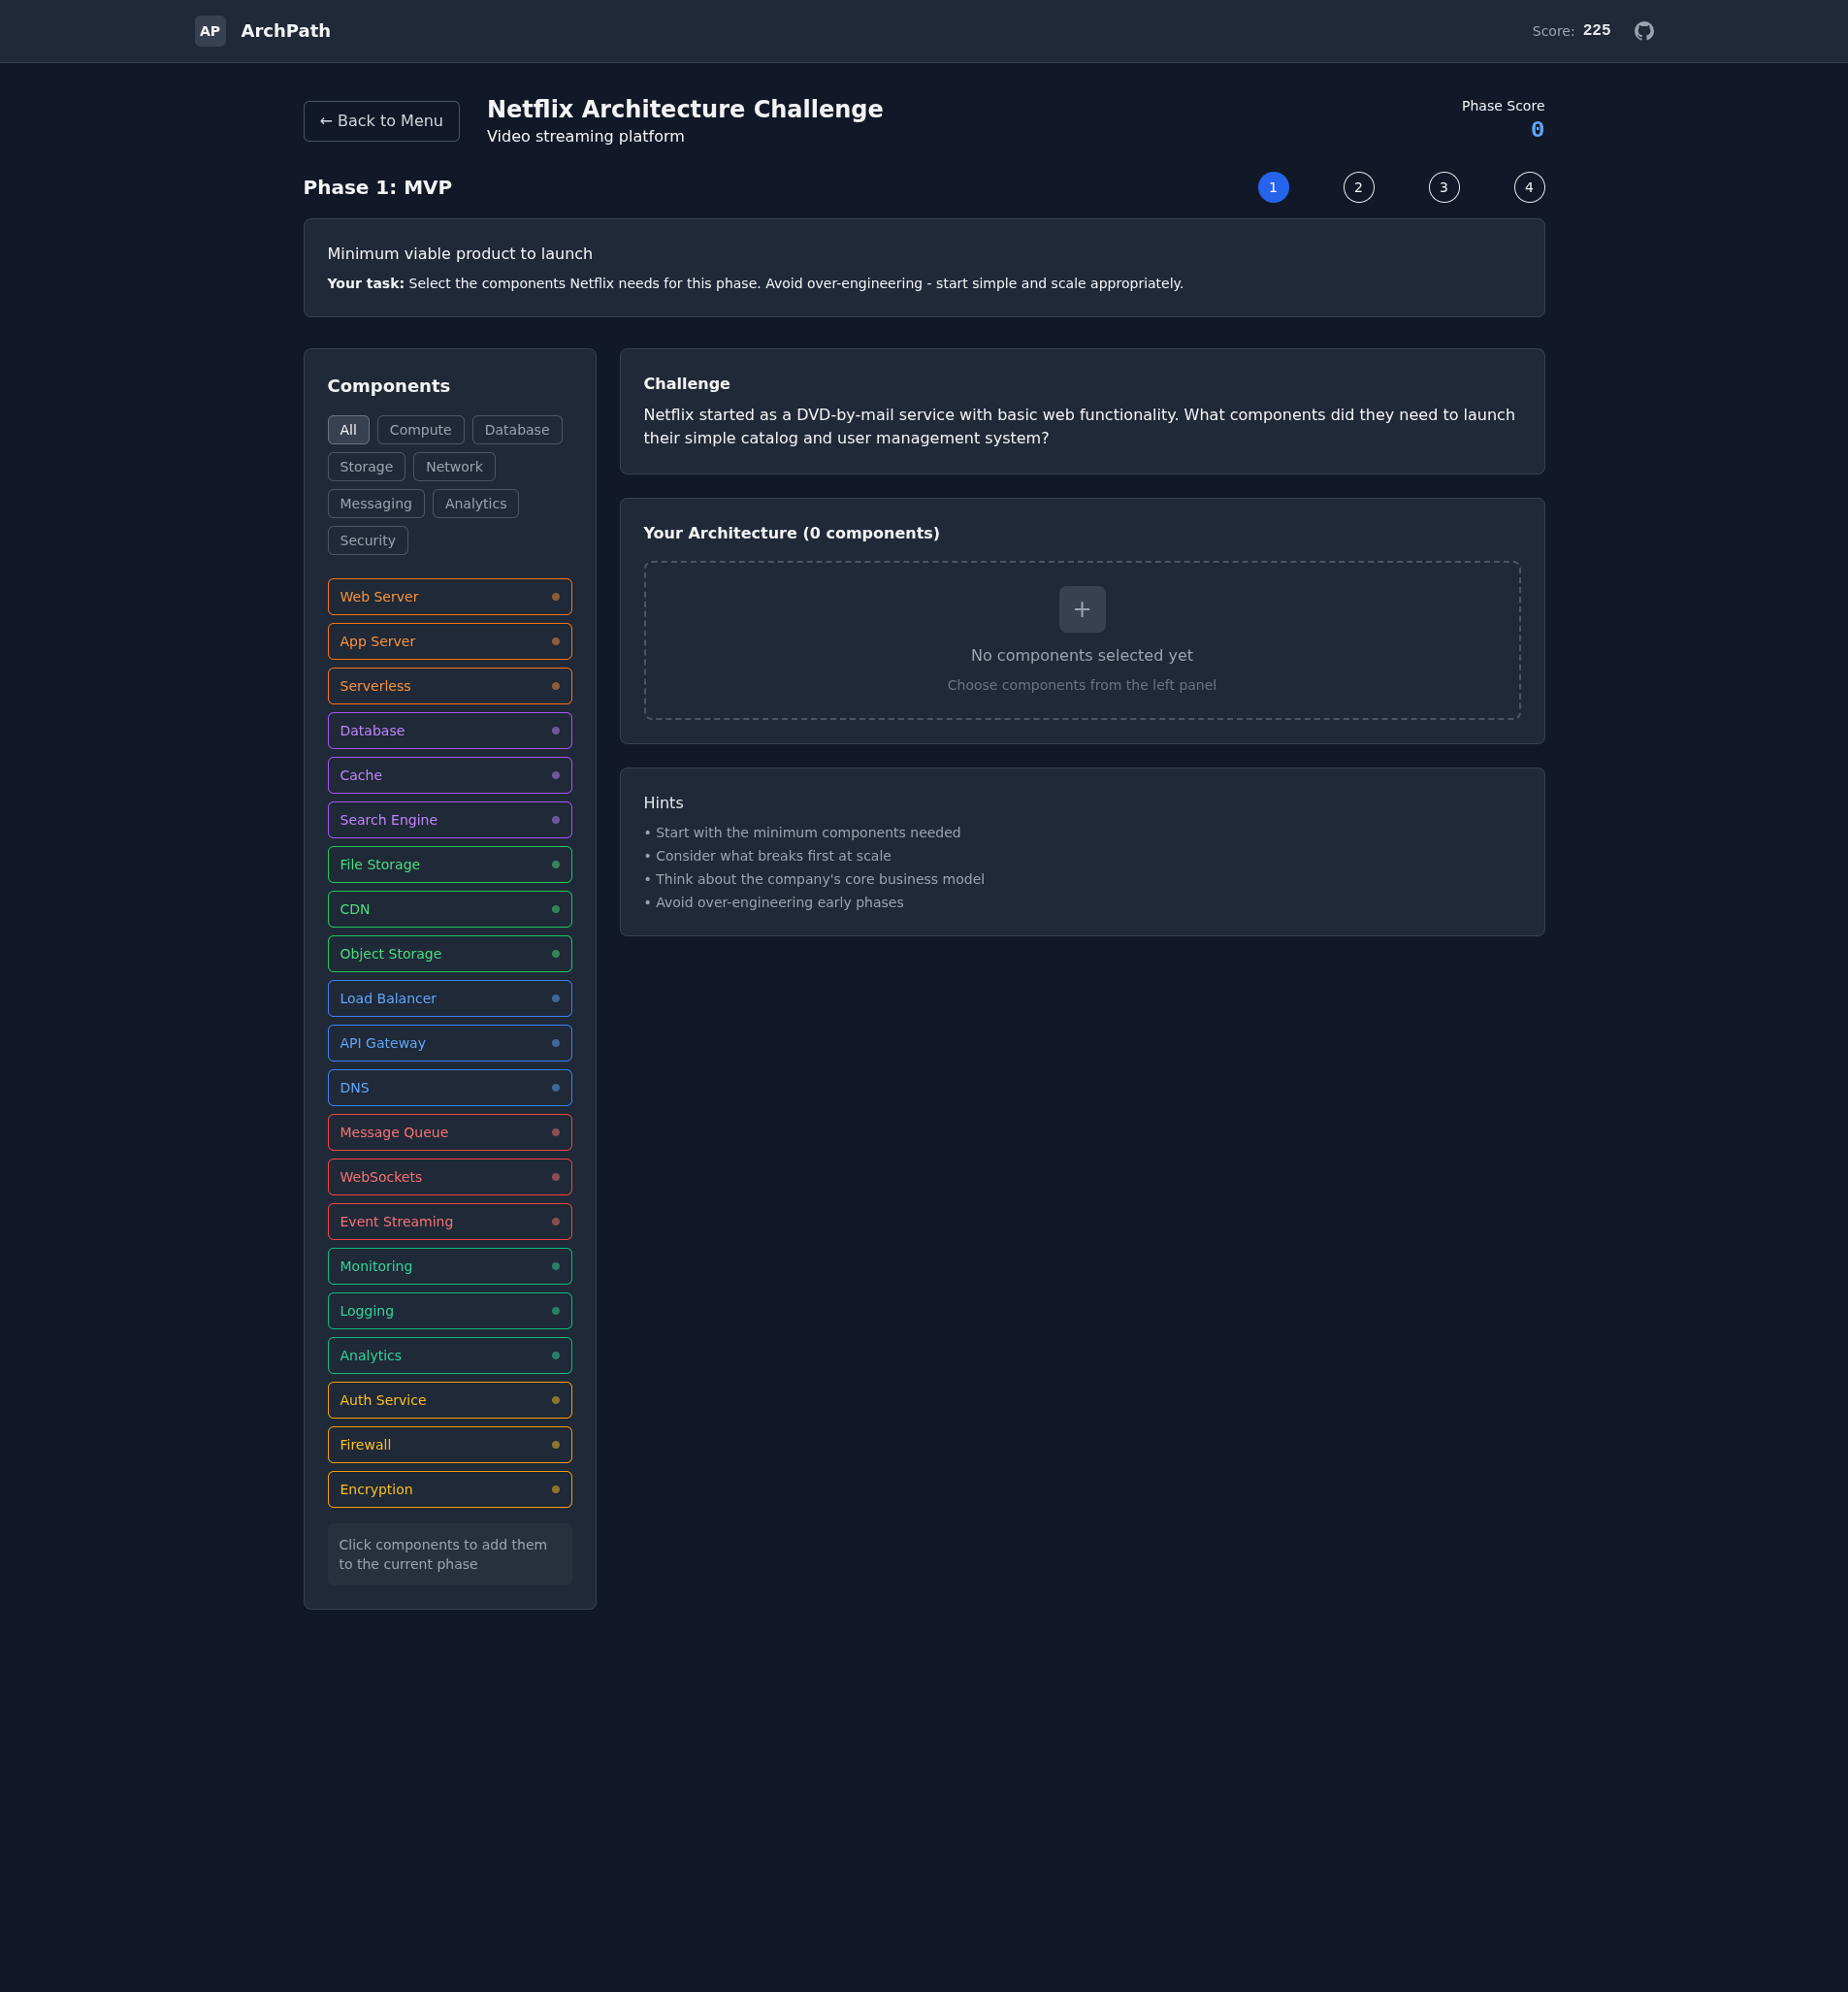 AP ArchPath Score: 225
← Back to Menu
Netflix Architecture Challenge
Video streaming platform
Phase Score
0
Phase 1: MVP
1 2 3 4
Minimum viable product to launch
Your task: Select the components Netflix needs for this phase. Avoid over-engineering - start simple and scale appropriately.
Components
All Compute Database
Storage Network
Messaging Analytics
Security
Web Server
App Server
Serverless
Database
Cache
Search Engine
File Storage
CDN
Object Storage
Load Balancer
API Gateway
DNS
Message Queue
WebSockets
Event Streaming
Monitoring
Logging
Analytics
Auth Service
Firewall
Encryption
Click components to add them
to the current phase
Challenge
Netflix started as a DVD-by-mail service with basic web functionality. What components did they need to launch
their simple catalog and user management system?
Your Architecture (0 components)
+
No components selected yet
Choose components from the left panel
Hints
• Start with the minimum components needed
• Consider what breaks first at scale
• Think about the company's core business model
• Avoid over-engineering early phases